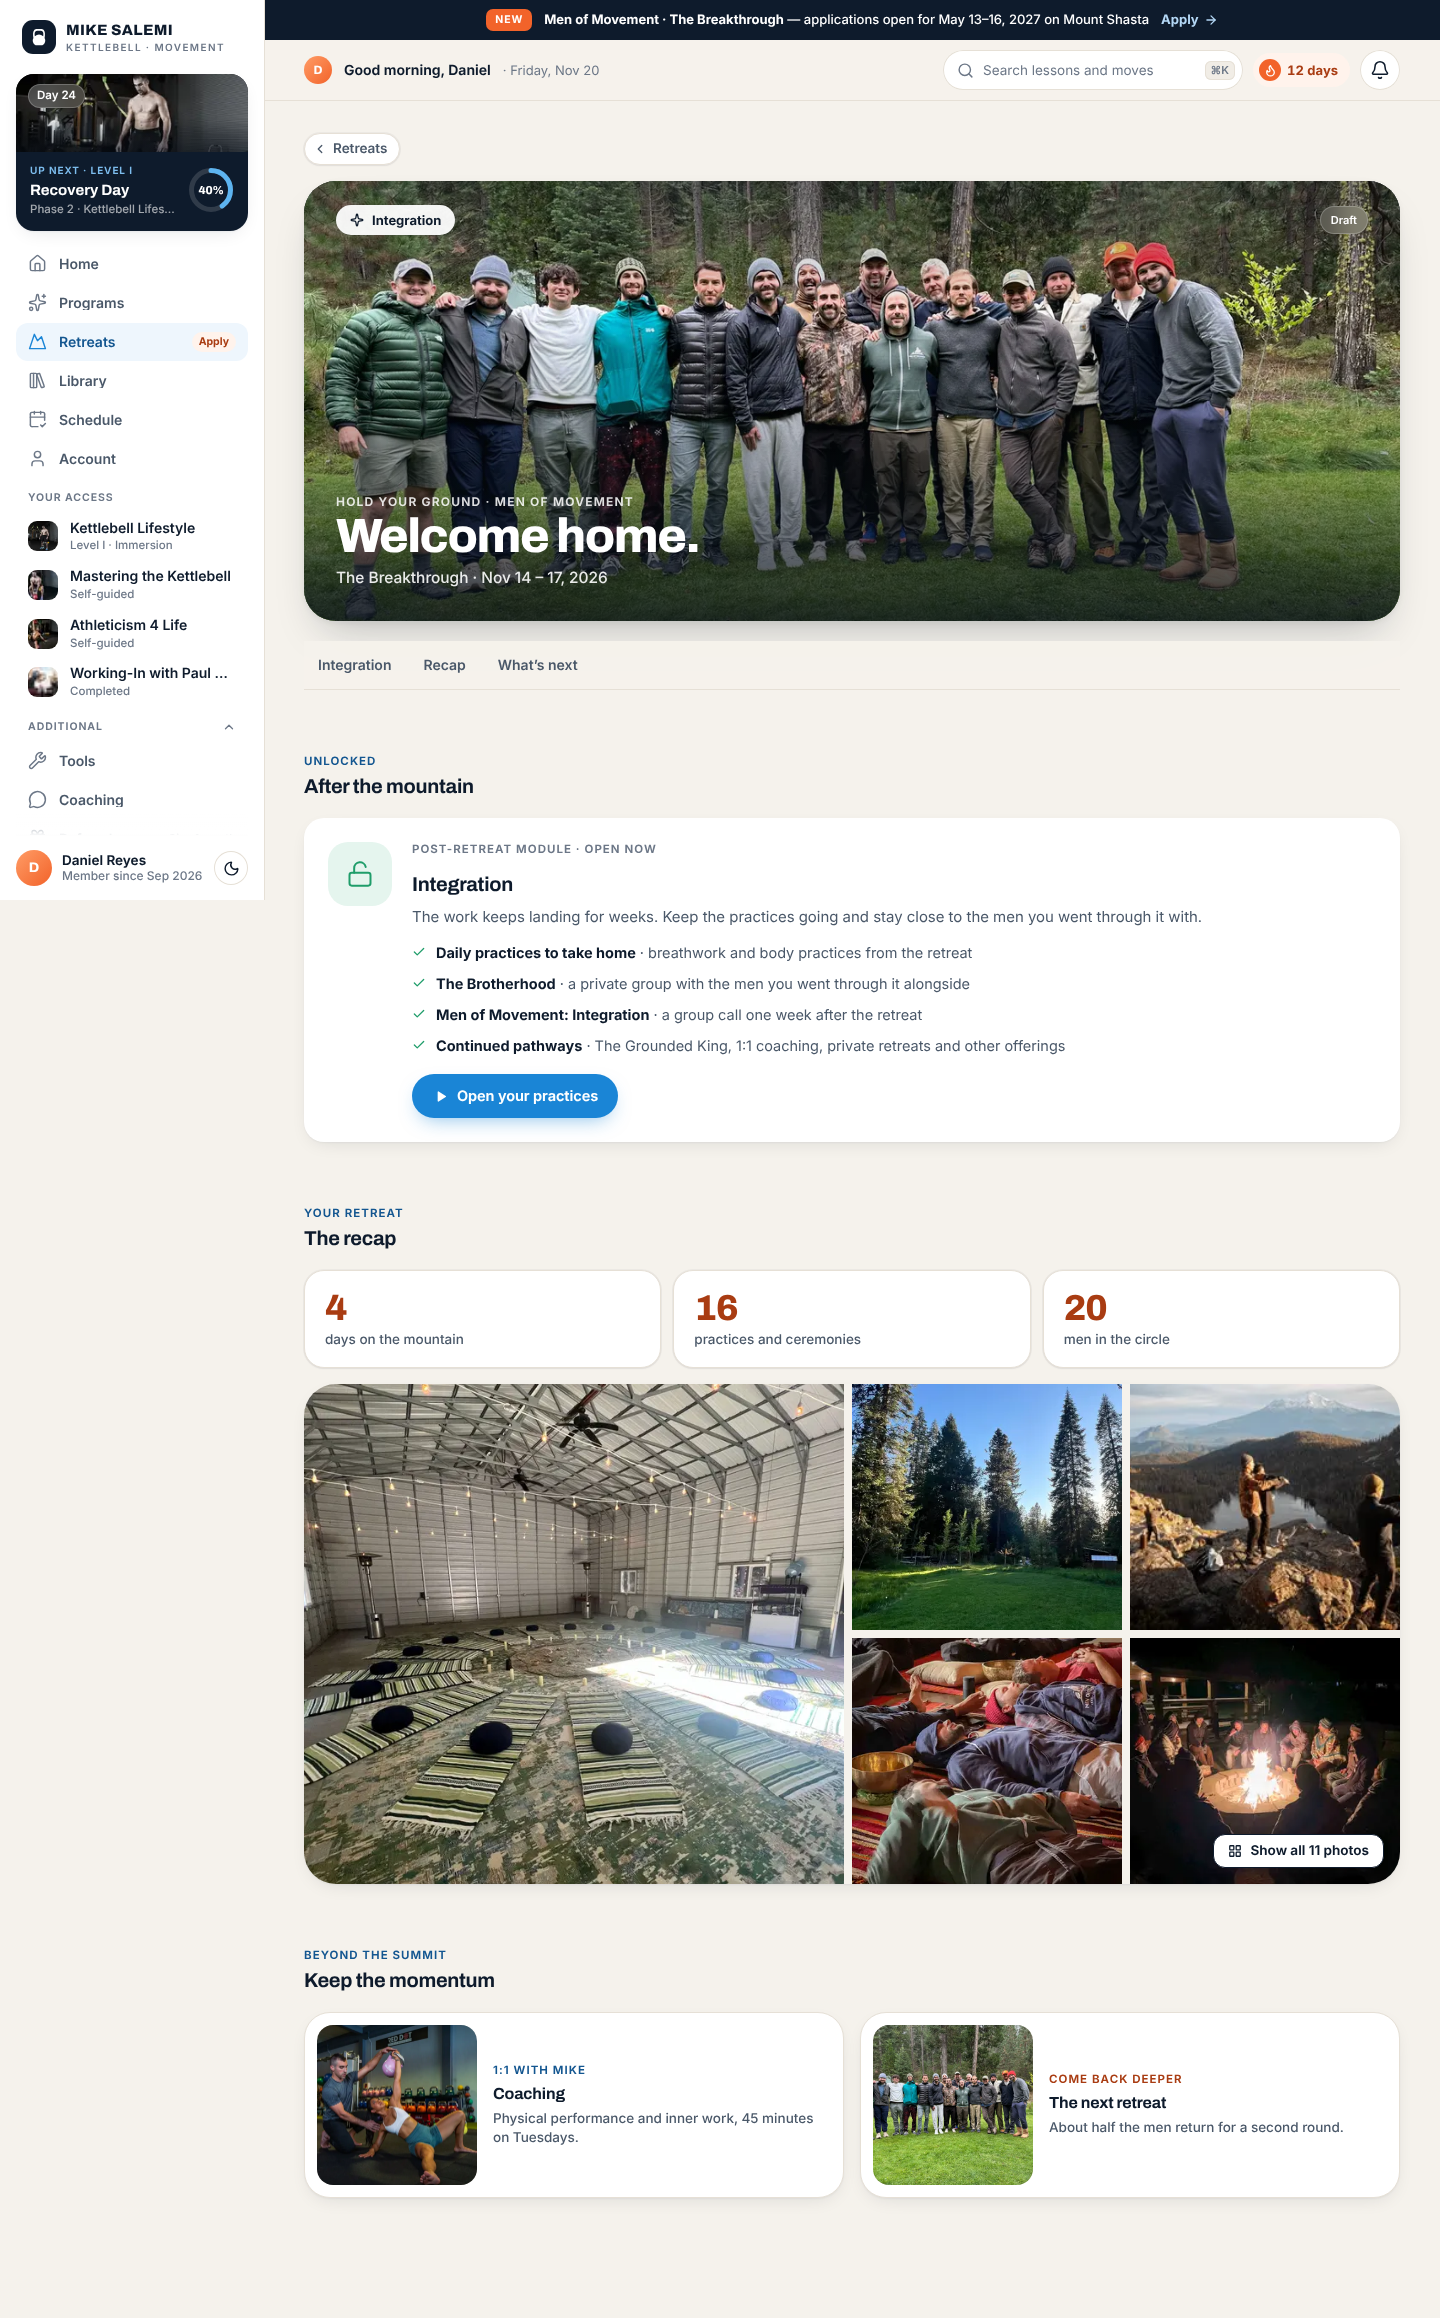 MIKE SALEMI
KETTLEBELL · MOVEMENT
Day 24
UP NEXT · LEVEL I
Recovery Day
Phase 2 · Kettlebell Lifes...
40%
Home
Programs
Retreats
Apply
Library
Schedule
Account
YOUR ACCESS
Kettlebell Lifestyle
Level I · Immersion
Mastering the Kettlebell
Self-guided
Athleticism 4 Life
Self-guided
Working-In with Paul ...
Completed
ADDITIONAL
Tools
Coaching
D
Daniel Reyes
Member since Sep 2026
NEW Men of Movement · The Breakthrough — applications open for May 13–16, 2027 on Mount Shasta Apply →
D Good morning, Daniel · Friday, Nov 20
Search lessons and moves ⌘K
12 days
Retreats
Integration
Draft
HOLD YOUR GROUND · MEN OF MOVEMENT
Welcome home.
The Breakthrough · Nov 14 – 17, 2026
Integration Recap What's next
UNLOCKED
After the mountain
POST-RETREAT MODULE · OPEN NOW
Integration
The work keeps landing for weeks. Keep the practices going and stay close to the men you went through it with.
Daily practices to take home · breathwork and body practices from the retreat
The Brotherhood · a private group with the men you went through it alongside
Men of Movement: Integration · a group call one week after the retreat
Continued pathways · The Grounded King, 1:1 coaching, private retreats and other offerings
Open your practices
YOUR RETREAT
The recap
4
days on the mountain
16
practices and ceremonies
20
men in the circle
Show all 11 photos
BEYOND THE SUMMIT
Keep the momentum
1:1 WITH MIKE
Coaching
Physical performance and inner work, 45 minutes
on Tuesdays.
COME BACK DEEPER
The next retreat
About half the men return for a second round.